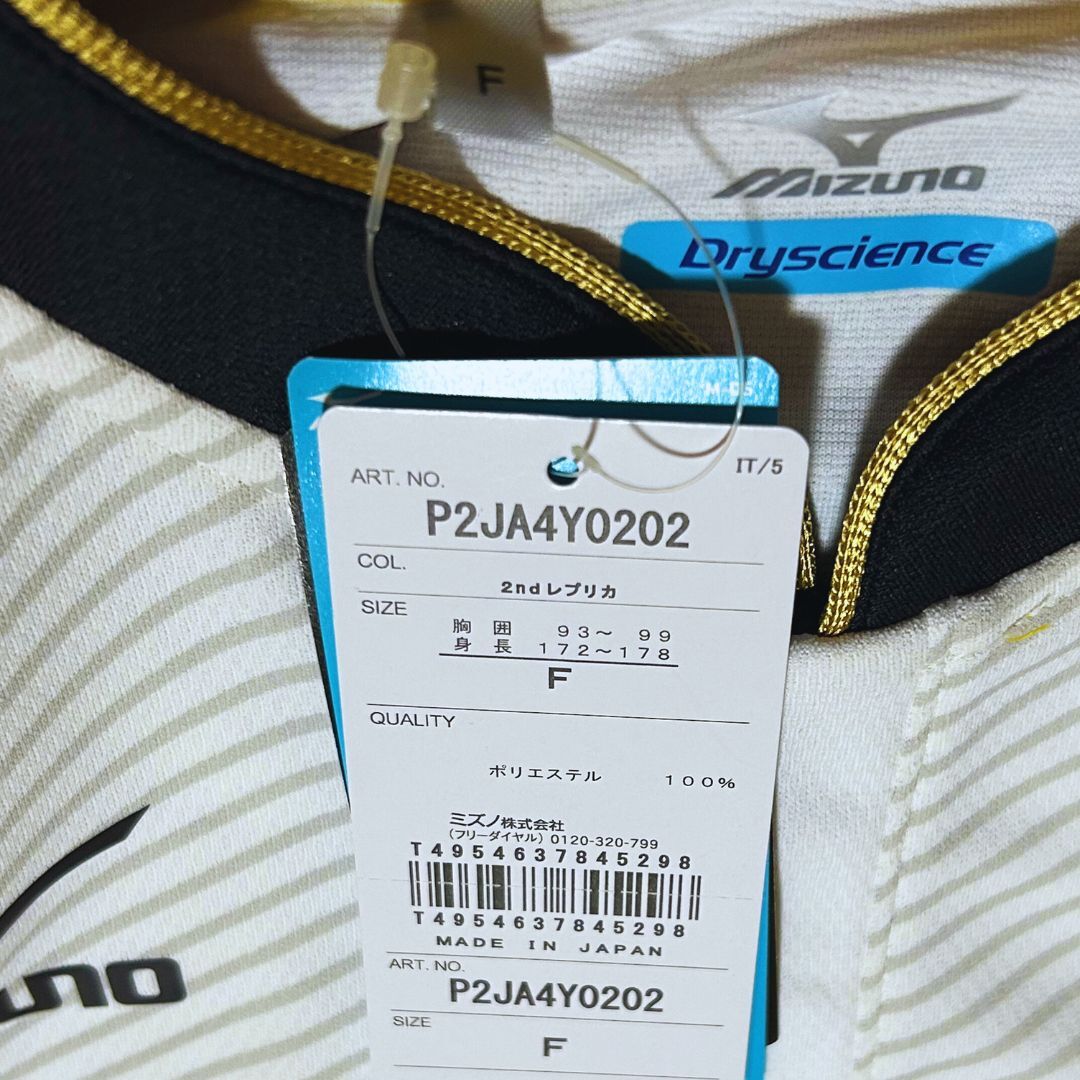 F
MIZUNO
Dryscience
IT/5
ART. NO.
P2JA4Y0202
COL.
2ndレプリカ
SIZE
胸 囲 93～ 99
身 長 172～178
F
QUALITY
ポリエステル 100%
ミズノ株式会社
(フリーダイヤル) 0120-320-799
T4954637845298
T4954637845298
MADE IN JAPAN
ART. NO.
P2JA4Y0202
SIZE
F